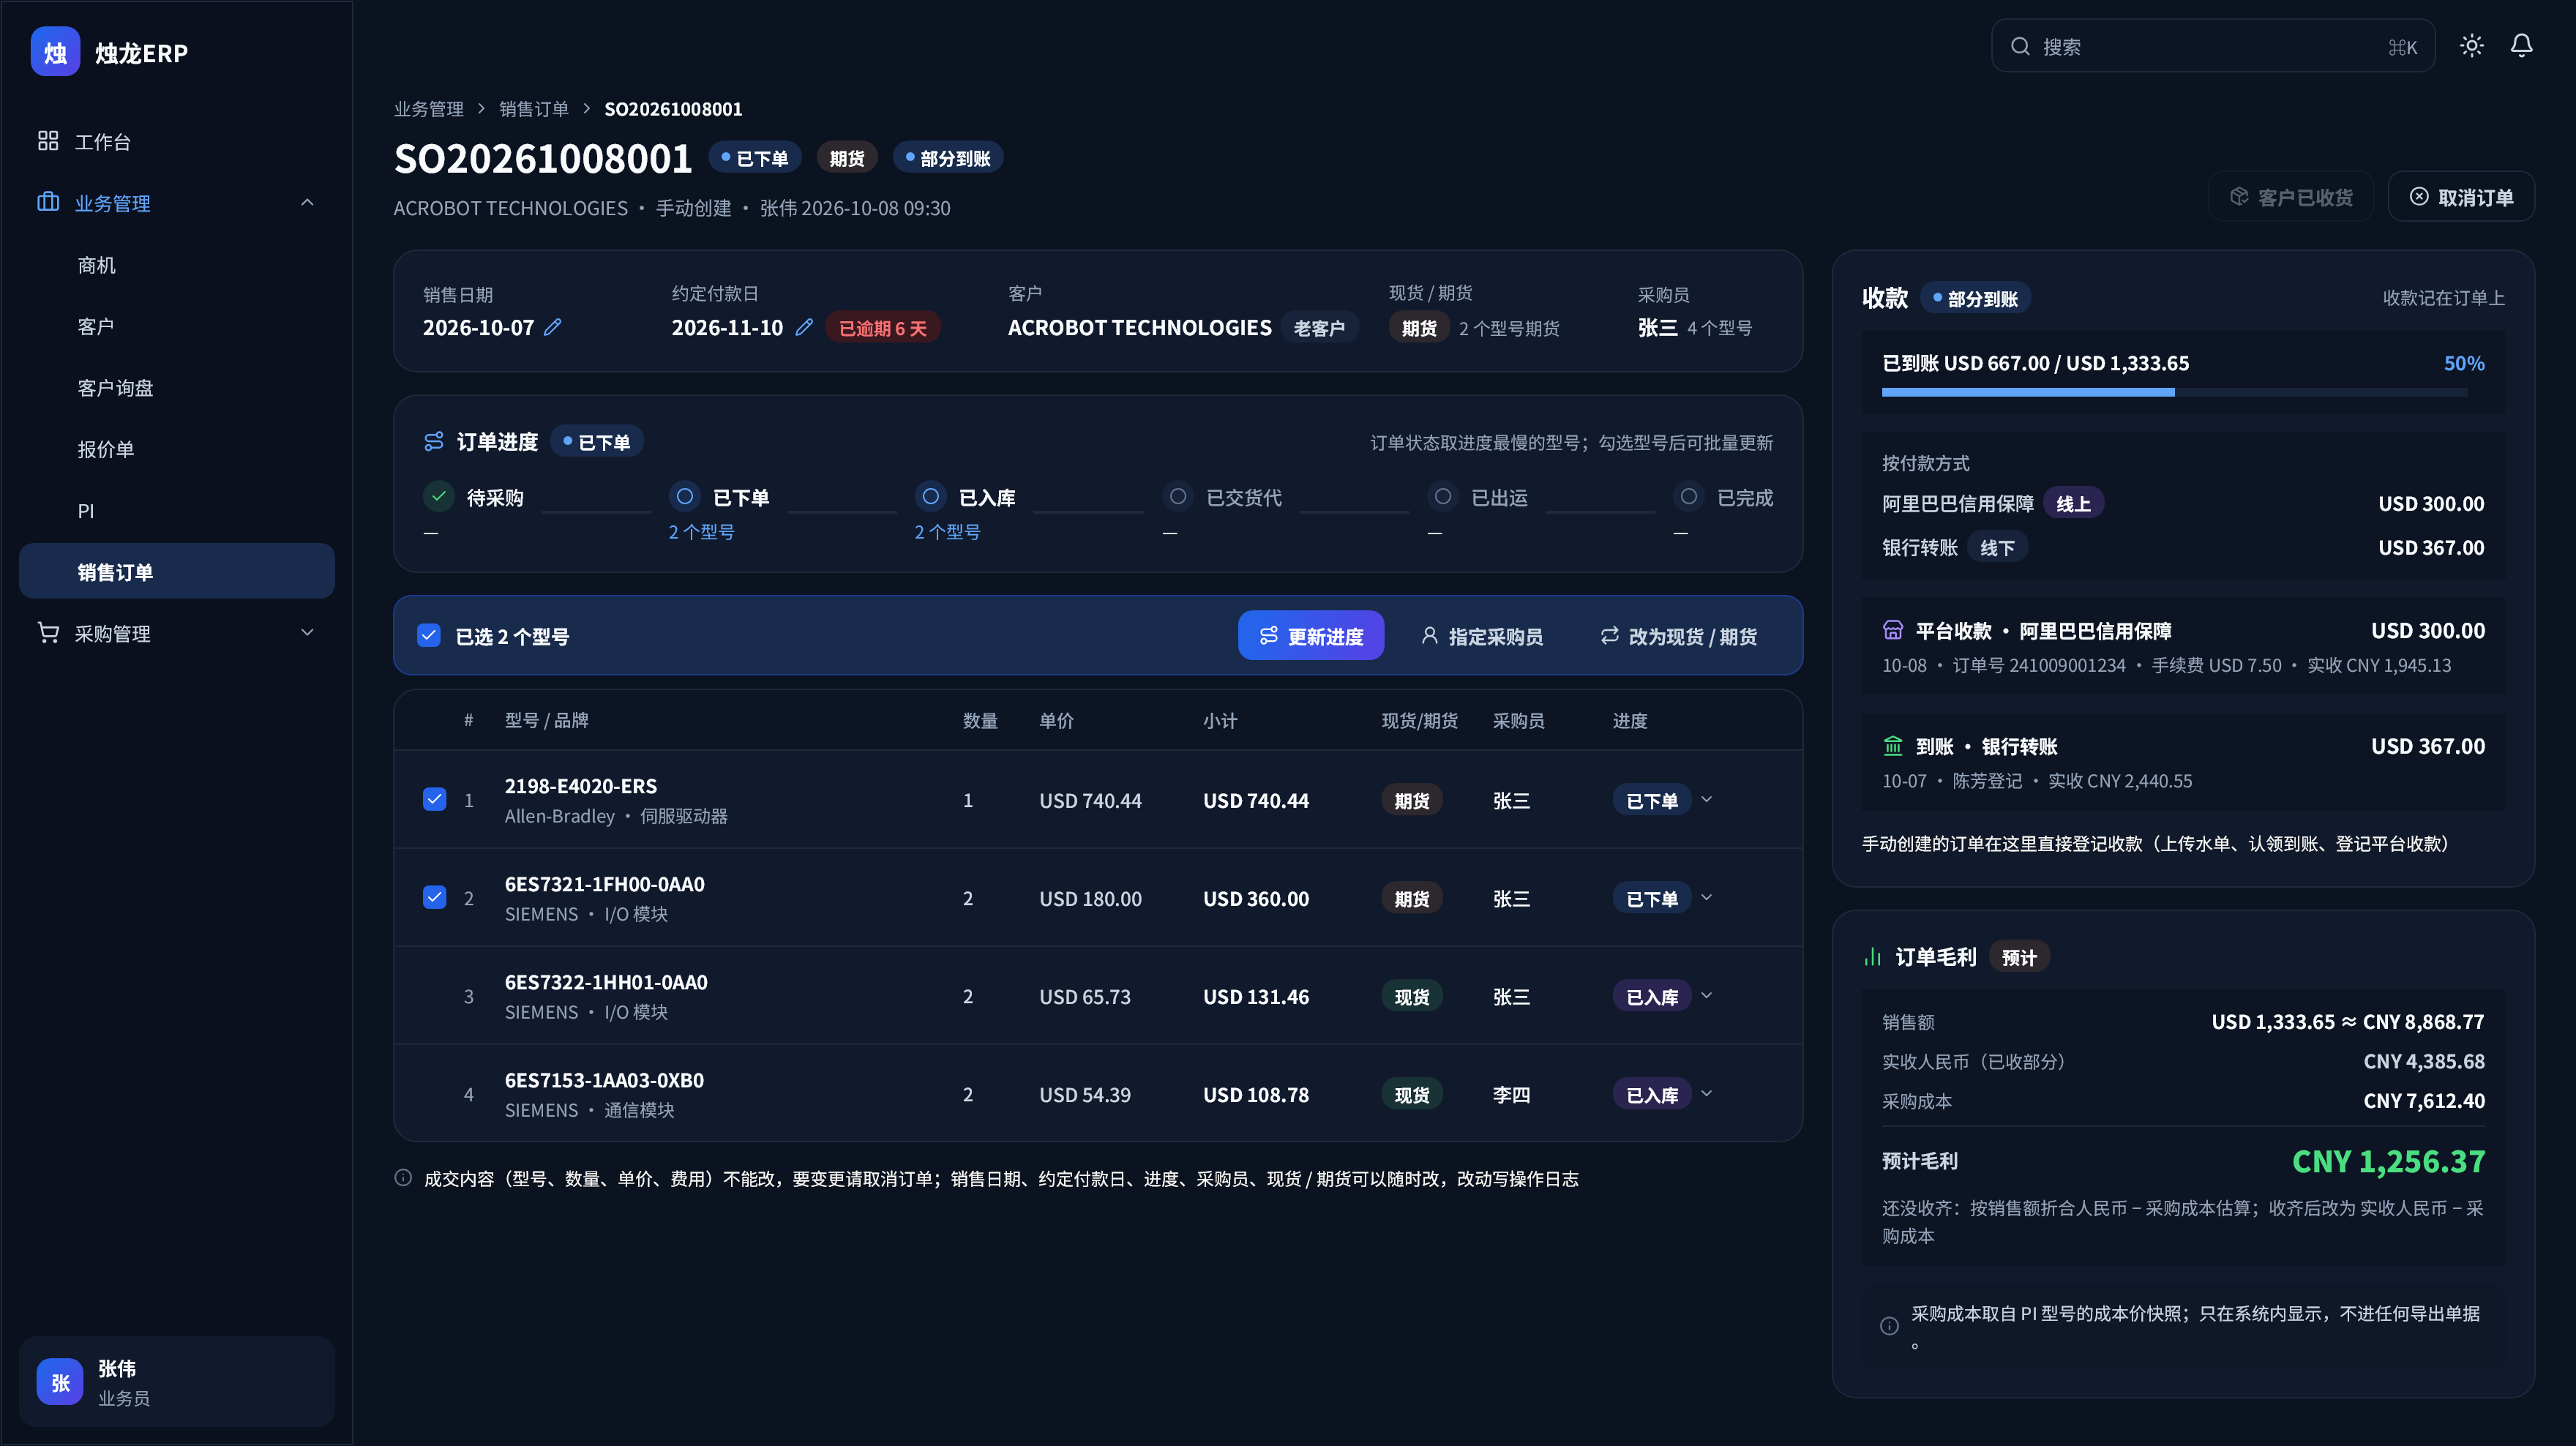 烛 烛龙ERP
搜索 ⌘K
工作台
业务管理
商机
客户
客户询盘
报价单
PI
销售订单
采购管理
张 张伟
业务员
业务管理 > 销售订单 > SO20261008001
SO20261008001 已下单 期货 部分到账
ACROBOT TECHNOLOGIES • 手动创建 • 张伟 2026-10-08 09:30
客户已收货 取消订单
销售日期 约定付款日 客户 现货 / 期货 采购员
2026-10-07 2026-11-10 已逾期 6 天 ACROBOT TECHNOLOGIES 老客户 期货 2 个型号期货 张三 4 个型号
订单进度 已下单 订单状态取进度最慢的型号；勾选型号后可批量更新
待采购 已下单 已入库 已交货代 已出运 已完成
— 2 个型号 2 个型号 — — —
已选 2 个型号 更新进度 指定采购员 改为现货 / 期货
# 型号 / 品牌 数量 单价 小计 现货/期货 采购员 进度
2198-E4020-ERS
1 1 USD 740.44 USD 740.44 期货 张三 已下单
Allen-Bradley • 伺服驱动器
6ES7321-1FH00-0AA0
2 2 USD 180.00 USD 360.00 期货 张三 已下单
SIEMENS • I/O 模块
6ES7322-1HH01-0AA0
3 2 USD 65.73 USD 131.46 现货 张三 已入库
SIEMENS • I/O 模块
6ES7153-1AA03-0XB0
4 2 USD 54.39 USD 108.78 现货 李四 已入库
SIEMENS • 通信模块
成交内容（型号、数量、单价、费用）不能改，要变更请取消订单；销售日期、约定付款日、进度、采购员、现货 / 期货可以随时改，改动写操作日志
收款 部分到账 收款记在订单上
已到账 USD 667.00 / USD 1,333.65 50%
按付款方式
阿里巴巴信用保障 线上 USD 300.00
银行转账 线下 USD 367.00
平台收款 • 阿里巴巴信用保障 USD 300.00
10-08 • 订单号 241009001234 • 手续费 USD 7.50 • 实收 CNY 1,945.13
到账 • 银行转账 USD 367.00
10-07 • 陈芳登记 • 实收 CNY 2,440.55
手动创建的订单在这里直接登记收款（上传水单、认领到账、登记平台收款）
订单毛利 预计
销售额 USD 1,333.65 ≈ CNY 8,868.77
实收人民币（已收部分） CNY 4,385.68
采购成本 CNY 7,612.40
预计毛利 CNY 1,256.37
还没收齐：按销售额折合人民币 − 采购成本估算；收齐后改为 实收人民币 − 采
购成本
采购成本取自 PI 型号的成本价快照；只在系统内显示，不进任何导出单据
。